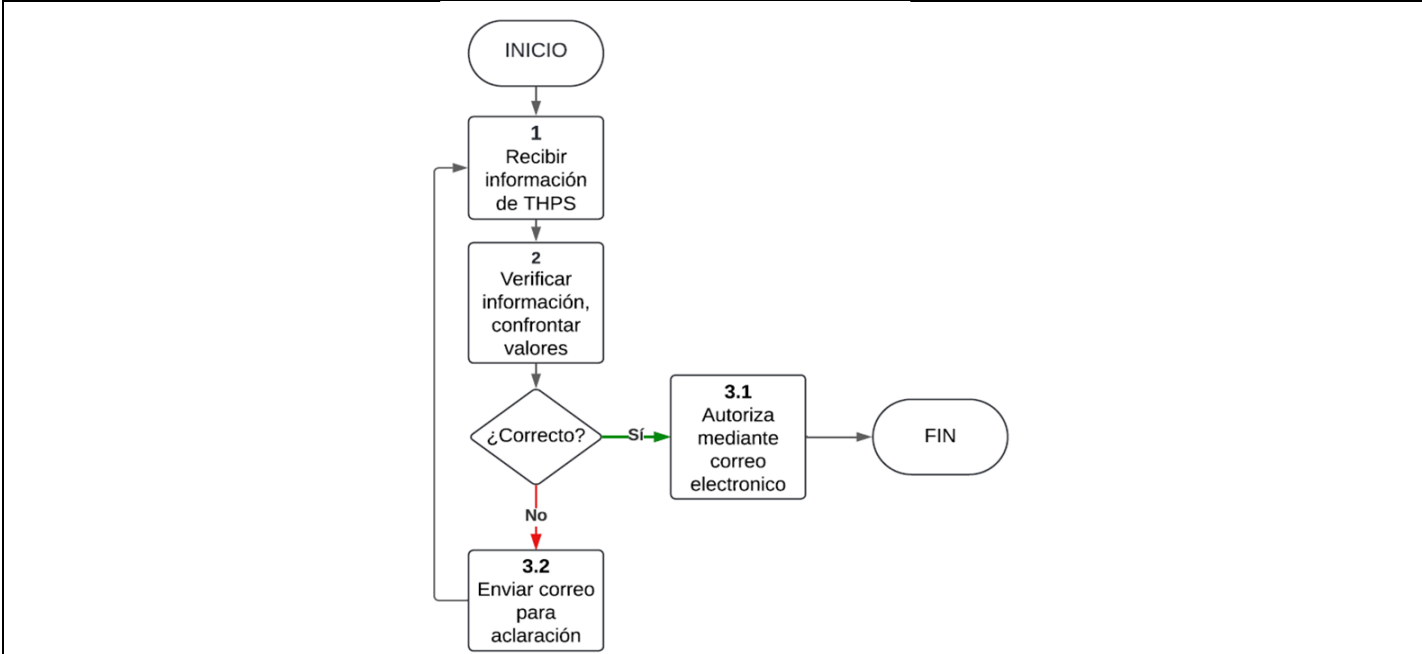 INICIO
1
Recibir
información
de THPS
2
Verificar
información,
confrontar
valores
¿Correcto?
Sí
3.1
Autoriza
mediante
correo
electronico
FIN
No
3.2
Enviar correo
para
aclaración